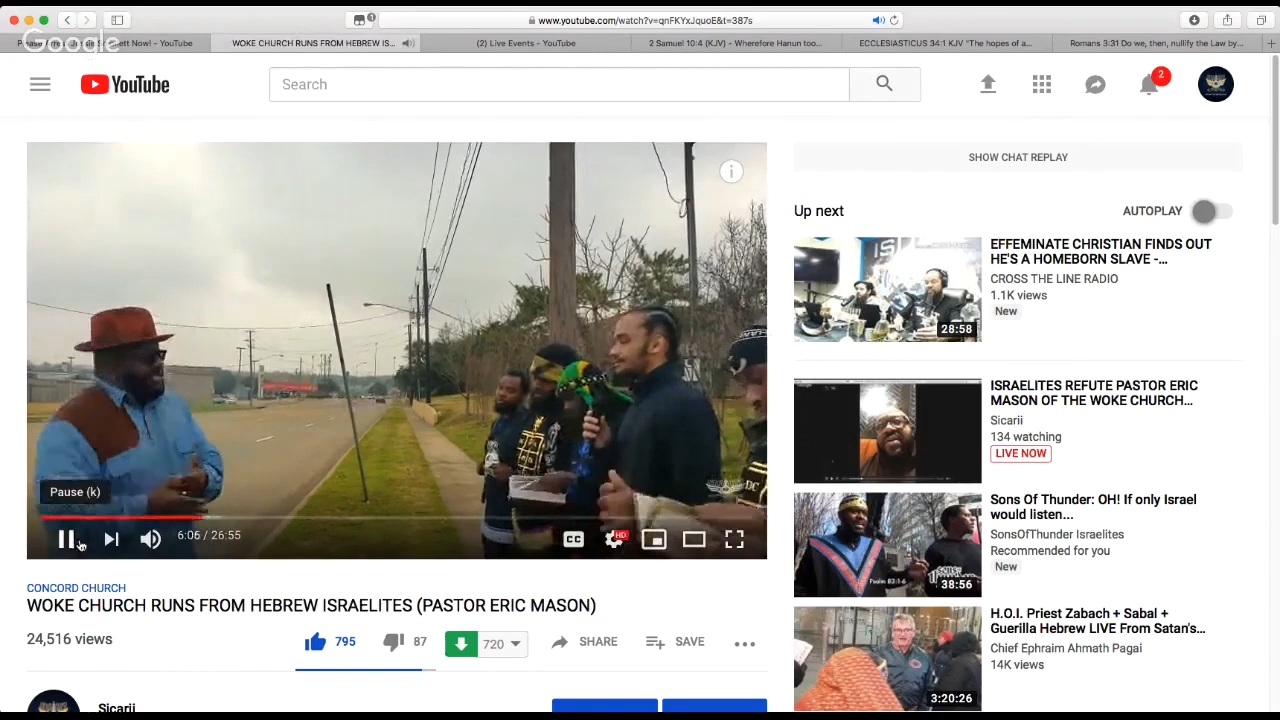 www.youtube.com/watch?v=qnFKYxJquoE&t=387s
WOKE CHURCH RUNS FROM HEBREW IS...
(2) Live Events - YouTube
2 Samuel 10:4 (KJV) - Wherefore Hanun too...
ECCLESIASTICUS 34:1 KJV "The hopes of a...
Romans 3:31 Do we, then, nullify the Law by...
YouTube
Search
2
SHOW CHAT REPLAY
Up next
AUTOPLAY
EFFEMINATE CHRISTIAN FINDS OUT
HE'S A HOMEBORN SLAVE -...
CROSS THE LINE RADIO
1.1K views
New
28:58
ISRAELITES REFUTE PASTOR ERIC
MASON OF THE WOKE CHURCH...
Sicarii
134 watching
LIVE NOW
Sons Of Thunder: OH! If only Israel
would listen...
SonsOfThunder Israelites
Recommended for you
New
Psalm 83:1-6
38:56
H.O.I. Priest Zabach + Sabal +
Guerilla Hebrew LIVE From Satan's...
Chief Ephraim Ahmath Pagai
14K views
3:20:26
Pause (k)
6:06 / 26:55
CC
HD
CONCORD CHURCH
WOKE CHURCH RUNS FROM HEBREW ISRAELITES (PASTOR ERIC MASON)
24,516 views
795
87
720
SHARE
SAVE
Sicarii